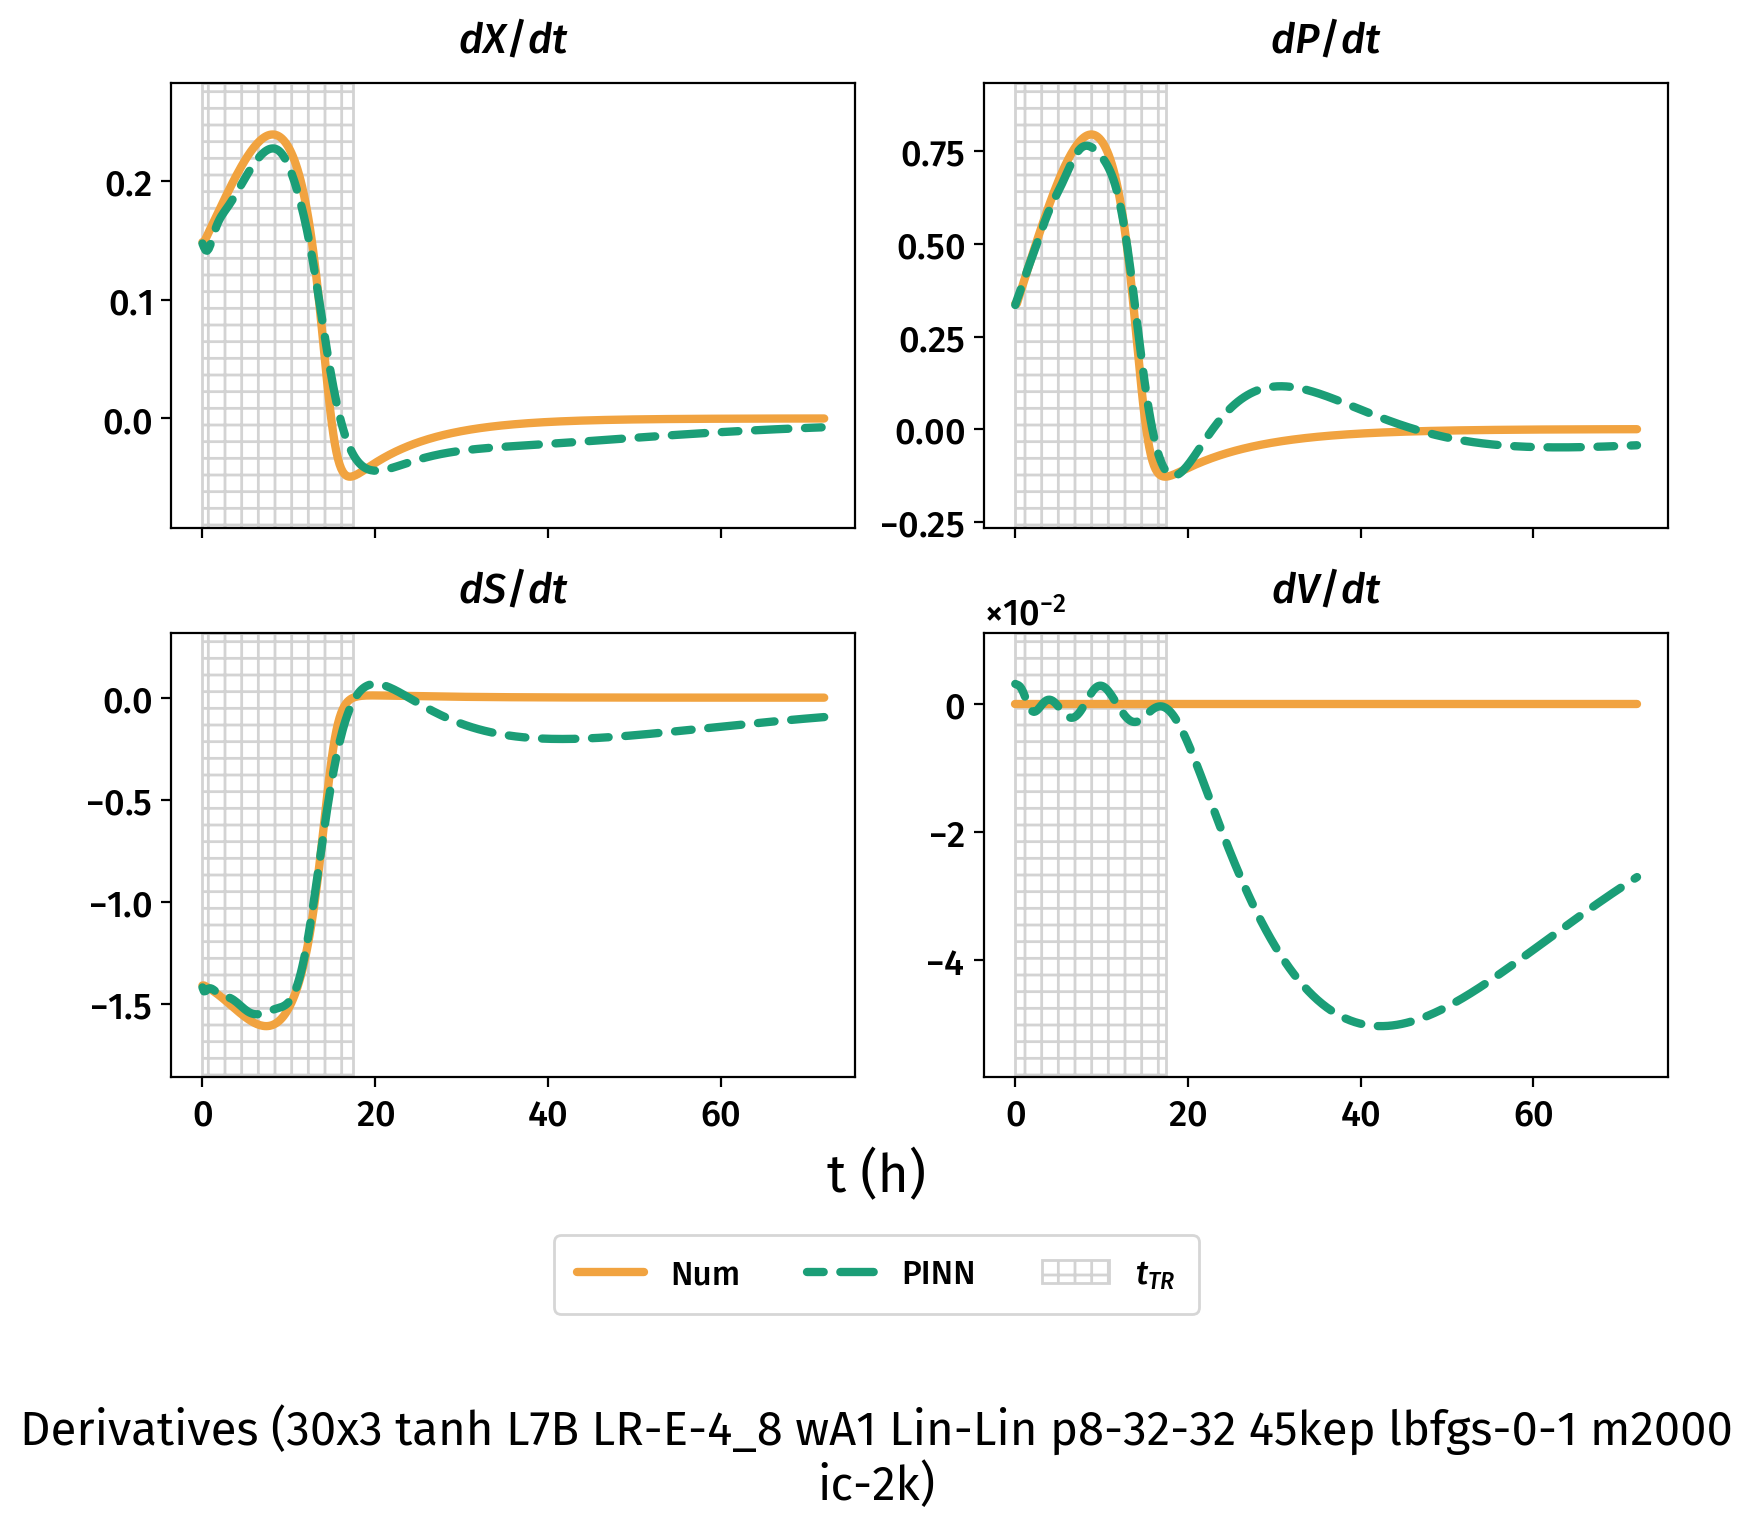 dX/dt
dP/dt
0.2
0.1
0.0
0.75
0.50
0.25
0.00
−0.25
dS/dt
dV/dt
×10⁻²
0.0
−0.5
−1.0
−1.5
0
−2
−4
0 20 40 60
0 20 40 60
t (h)
Num PINN t_TR
Derivatives (30x3 tanh L7B LR-E-4_8 wA1 Lin-Lin p8-32-32 45kep lbfgs-0-1 m2000
ic-2k)